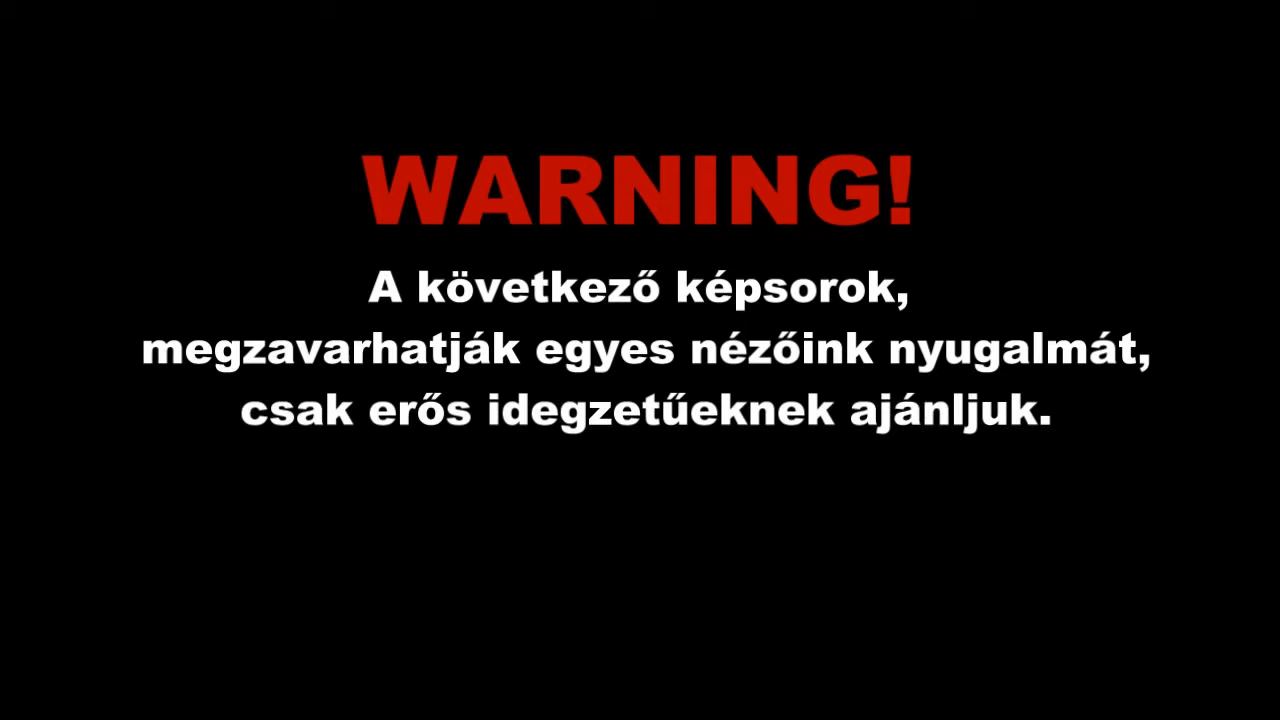 WARNING!
A következő képsorok,
megzavarhatják egyes nézőink nyugalmát,
csak erős idegzetűeknek ajánljuk.